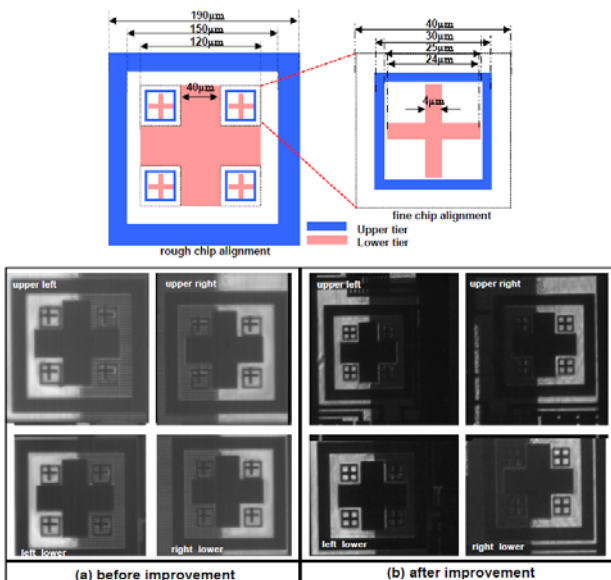 190μm
150μm
120μm
40μm
40μm
30μm
25μm
24μm
4μm
fine chip alignment
Upper tier
Lower tier
rough chip alignment
upper left
upper right
upper left
upper right
left lower
right lower
left lower
right lower
(a) before improvement
(b) after improvement